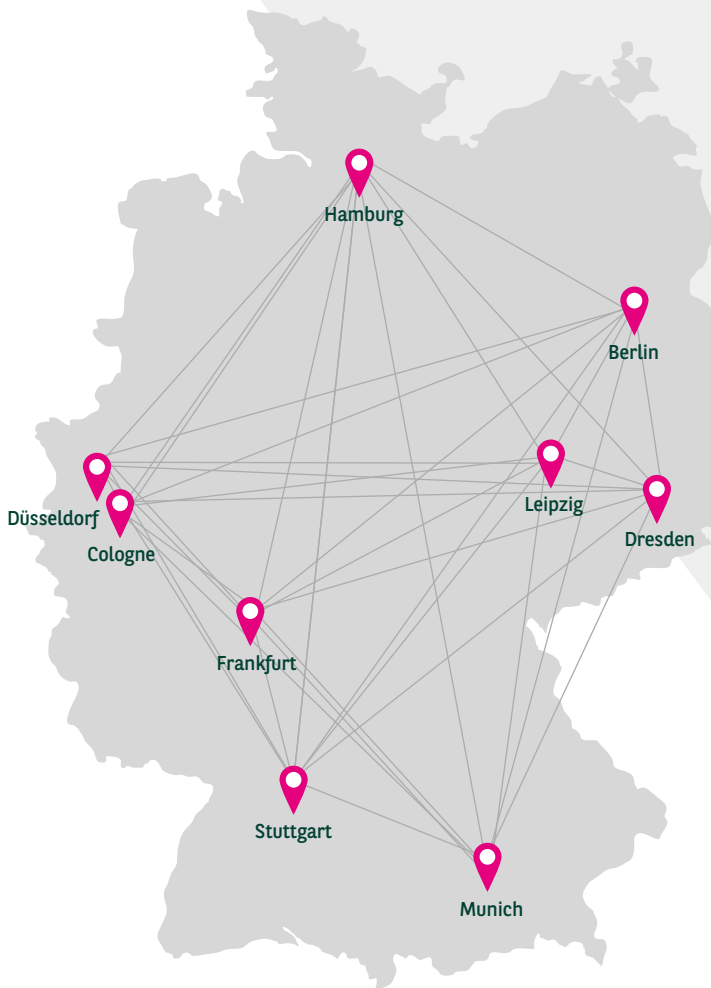 Hamburg
Berlin
Leipzig
Düsseldorf
Dresden
Cologne
Frankfurt
Stuttgart
Munich